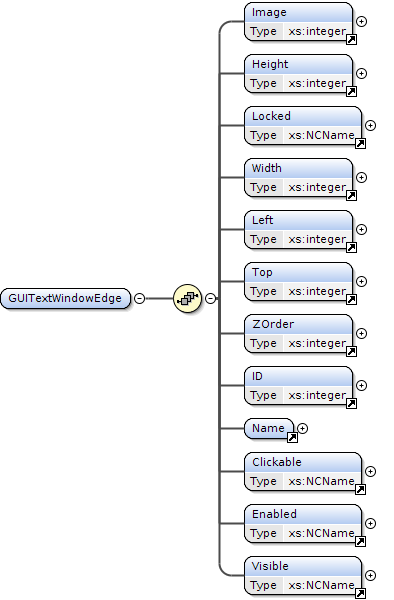 Image
Type xs:integer
Height
Type xs:integer
Locked
Type xs:NCName
Width
Type xs:integer
Left
Type xs:integer
Top
Type xs:integer
GUITextWindowEdge
ZOrder
Type xs:integer
ID
Type xs:integer
Name
Clickable
Type xs:NCName
Enabled
Type xs:NCName
Visible
Type xs:NCName